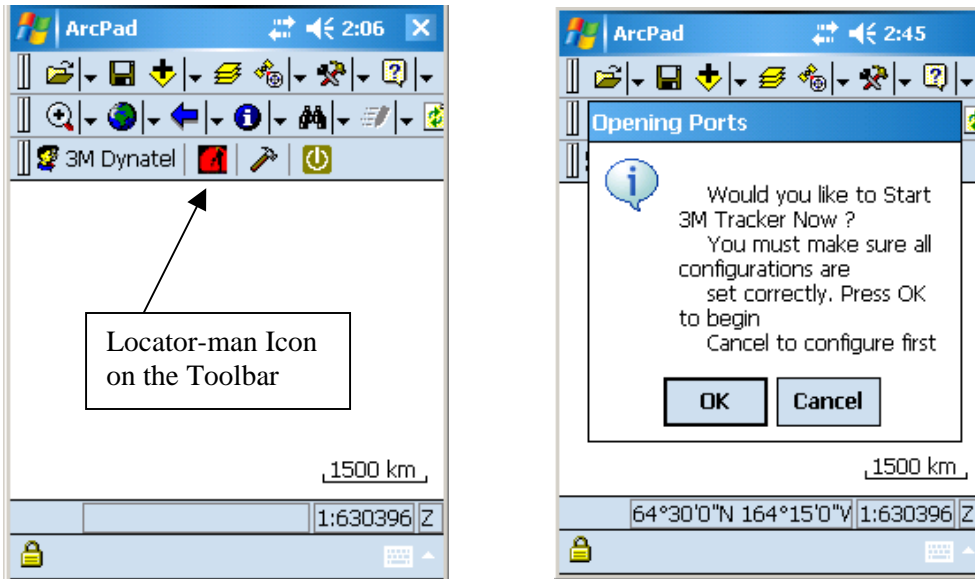 ArcPad 2:06
3M Dynatel
Locator-man Icon
on the Toolbar
1500 km
1:630396 Z
ArcPad 2:45
Opening Ports
Would you like to Start
3M Tracker Now ?
You must make sure all
configurations are
set correctly. Press OK
to begin
Cancel to configure first
OK Cancel
1500 km
64°30'0"N 164°15'0"V 1:630396 Z